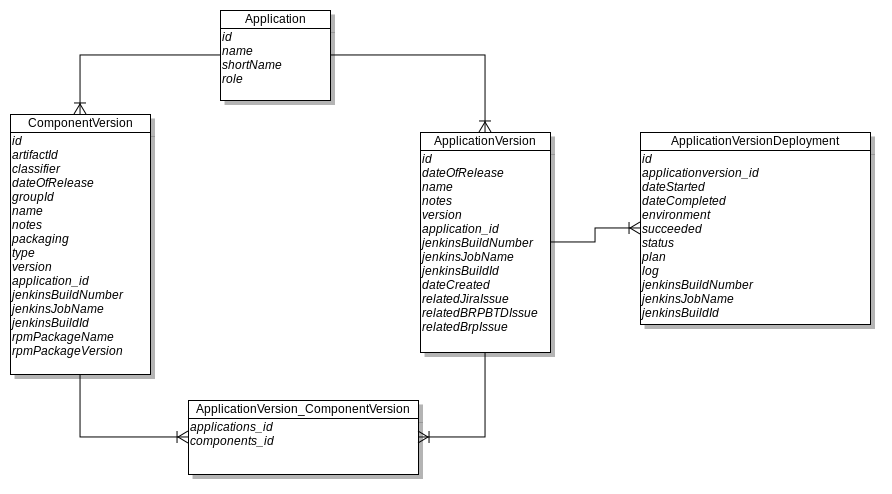 Application
id
name
shortName
role
ComponentVersion
id
artifactId
classifier
dateOfRelease
groupId
name
notes
packaging
type
version
application_id
jenkinsBuildNumber
jenkinsJobName
jenkinsBuildId
rpmPackageName
rpmPackageVersion
ApplicationVersion
id
dateOfRelease
name
notes
version
application_id
jenkinsBuildNumber
jenkinsJobName
jenkinsBuildId
dateCreated
relatedJiraIssue
relatedBRPBTDIssue
relatedBrpIssue
ApplicationVersionDeployment
id
applicationversion_id
dateStarted
dateCompleted
environment
succeeded
status
plan
log
jenkinsBuildNumber
jenkinsJobName
jenkinsBuildId
ApplicationVersion_ComponentVersion
applications_id
components_id